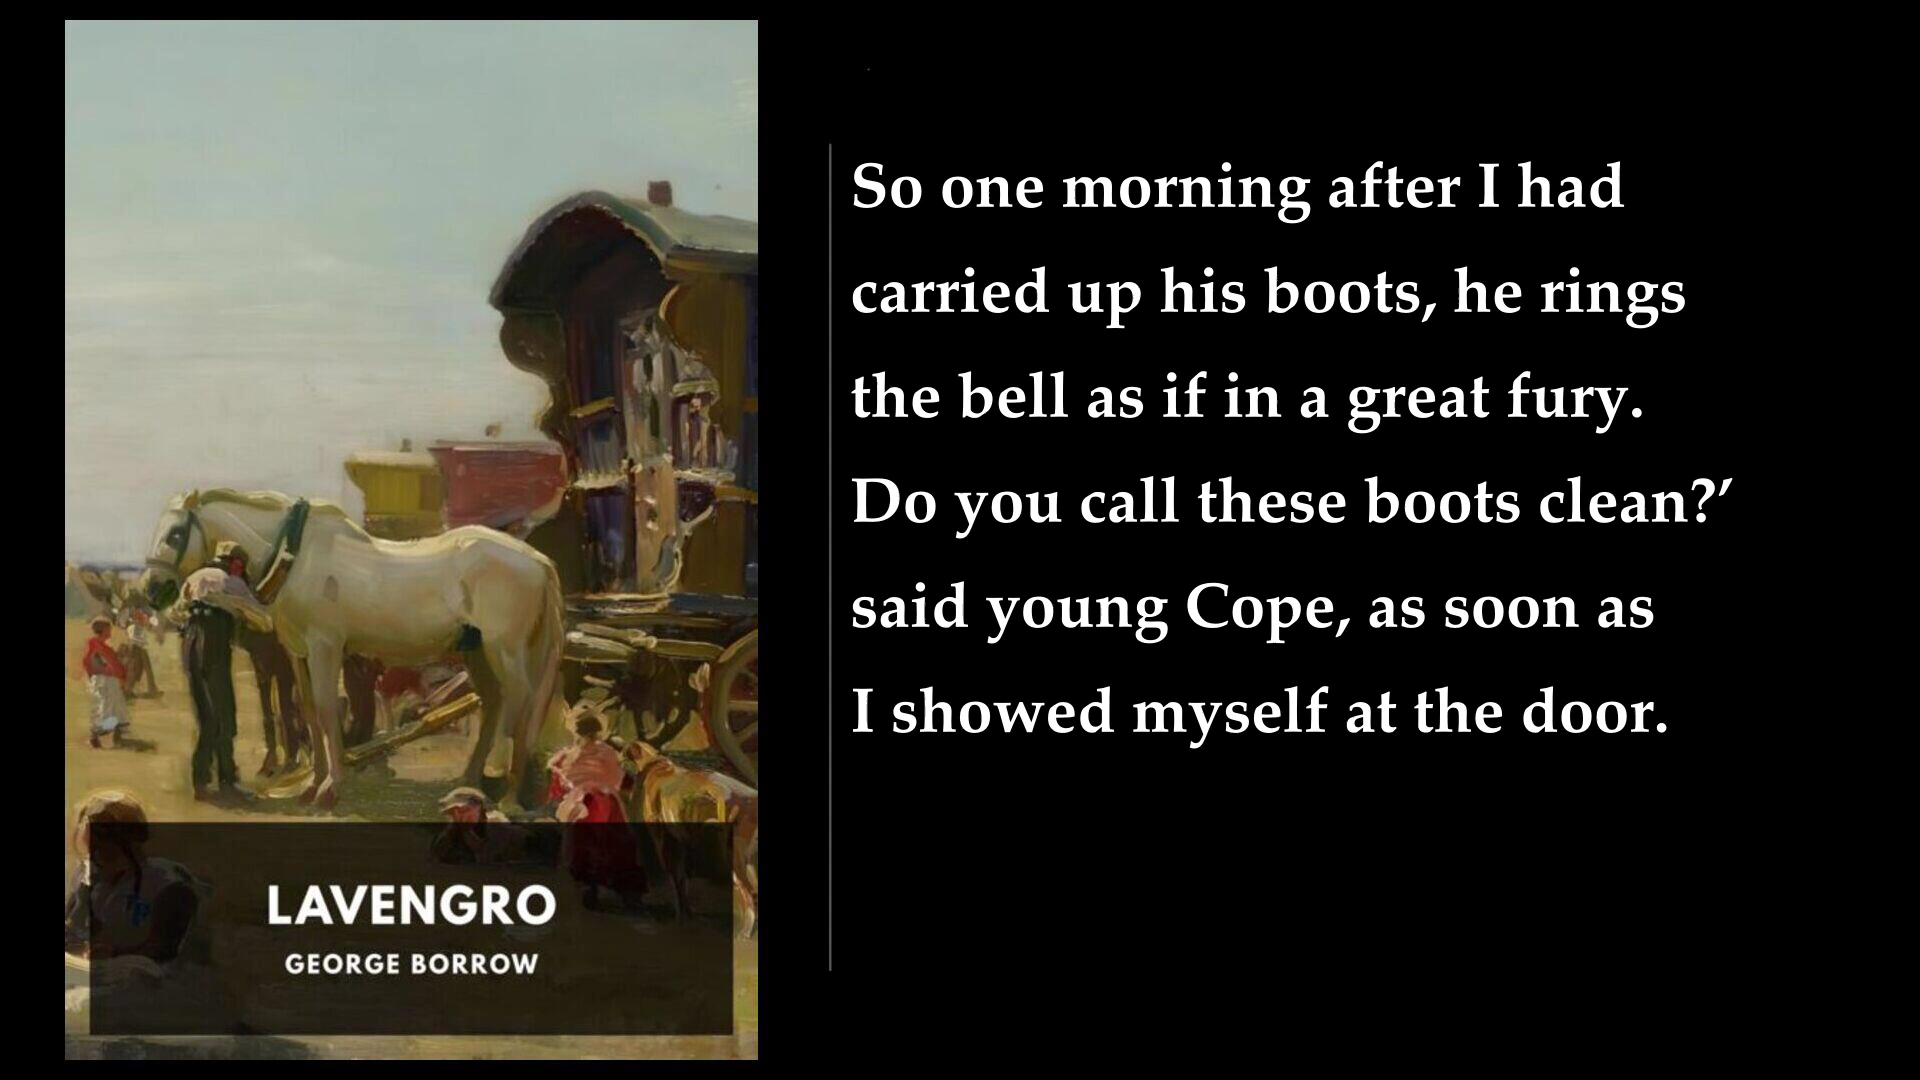 So one morning after I had
carried up his boots, he rings
the bell as if in a great fury.
Do you call these boots clean?’
said young Cope, as soon as
I showed myself at the door.
LAVENGRO
GEORGE BORROW